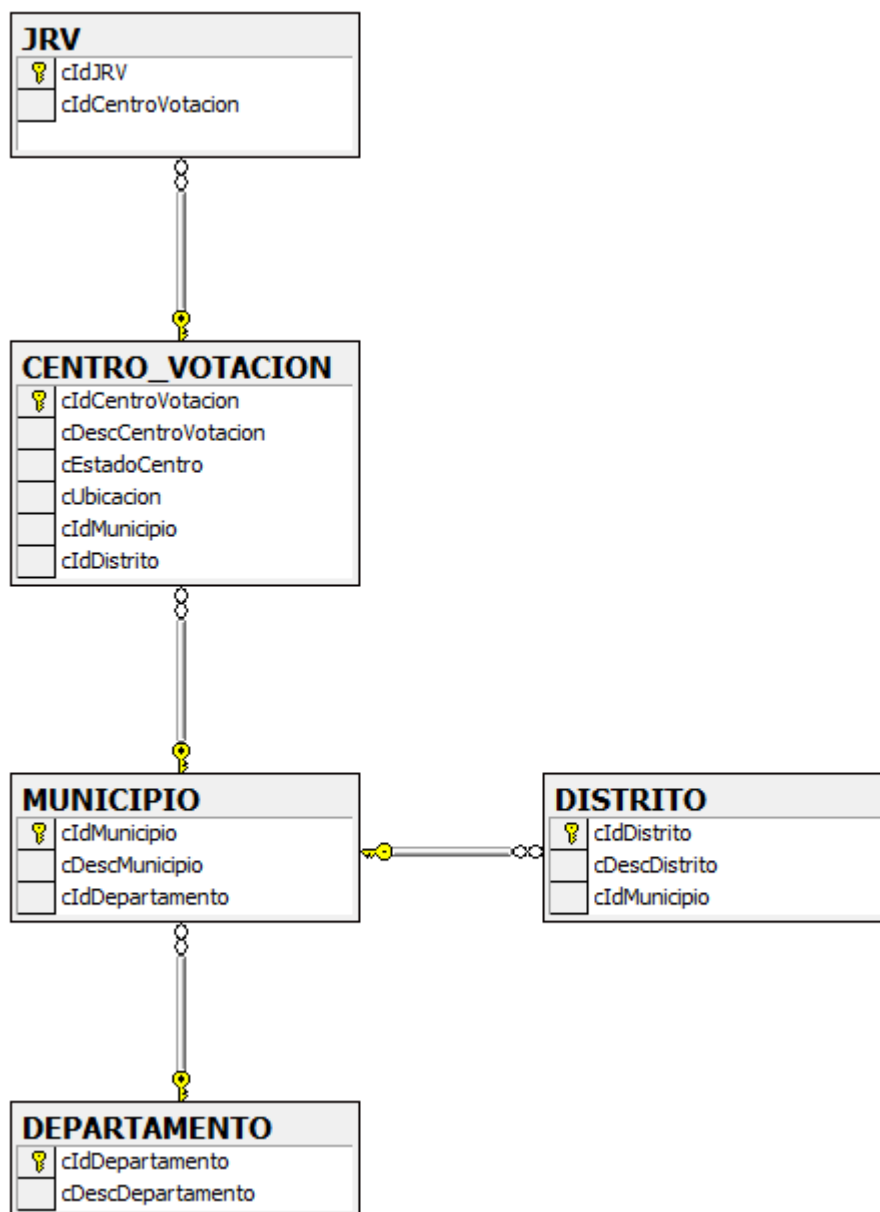 JRV
cIdJRV
cIdCentroVotacion
CENTRO_VOTACION
cIdCentroVotacion
cDescCentroVotacion
cEstadoCentro
cUbicacion
cIdMunicipio
cIdDistrito
MUNICIPIO
cIdMunicipio
cDescMunicipio
cIdDepartamento
DISTRITO
cIdDistrito
cDescDistrito
cIdMunicipio
DEPARTAMENTO
cIdDepartamento
cDescDepartamento